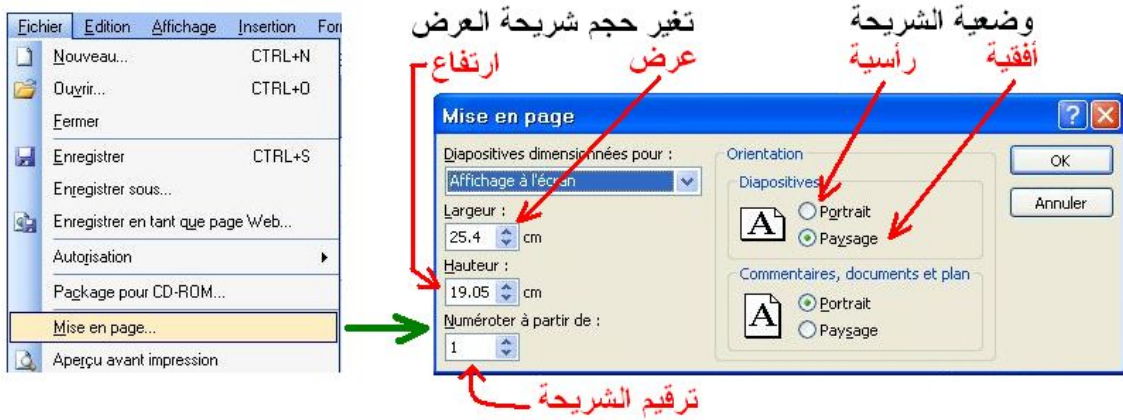 Fichier Edition Affichage Insertion For
Nouveau... CTRL+N
Ouvrir... CTRL+O
Fermer
Enregistrer CTRL+S
Enregistrer sous...
Enregistrer en tant que page Web...
Autorisation
Package pour CD-ROM...
Mise en page...
Aperçu avant impression
تغير حجم شريحة العرض
ارتفاع عرض
وضعية الشريحة
رأسية أفقية
Mise en page
Diapositives dimensionnées pour :
Affichage à l'écran
Largeur :
25.4 cm
Hauteur :
19.05 cm
Numéroter à partir de :
1
Orientation
Diapositives
A
Portrait
Paysage
Commentaires, documents et plan
A
Portrait
Paysage
OK
Annuler
ترقيم الشريحة